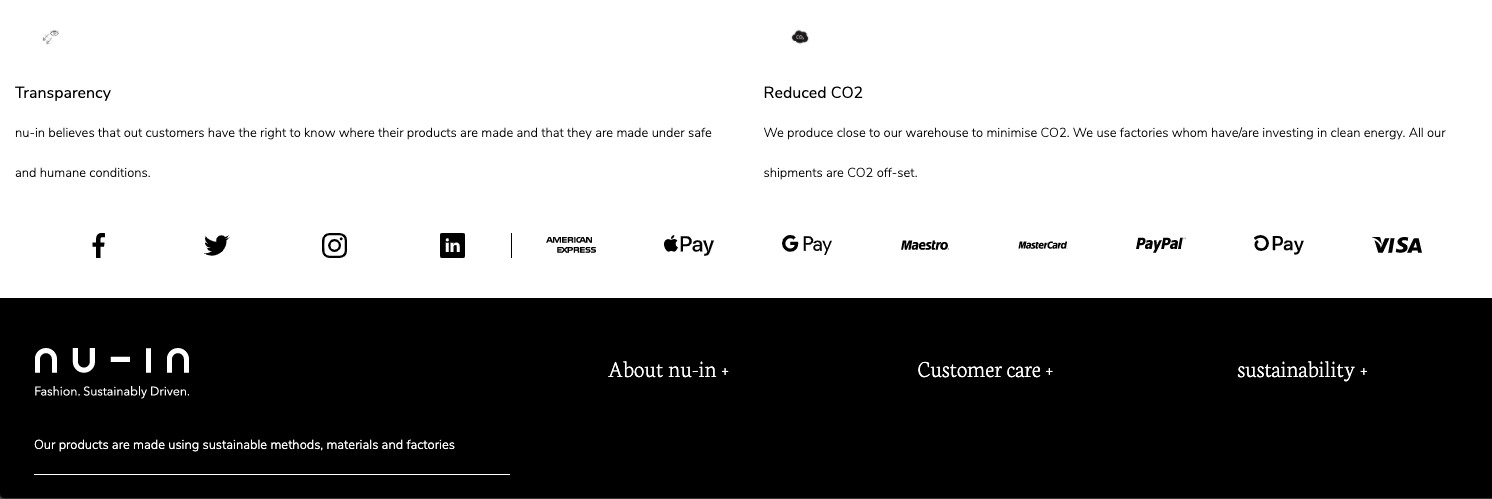 CO₂
Transparency
nu-in believes that out customers have the right to know where their products are made and that they are made under safe
and humane conditions.
Reduced CO2
We produce close to our warehouse to minimise CO2. We use factories whom have/are investing in clean energy. All our
shipments are CO2 off-set.
f
in
AMERICAN
EXPRESS
Pay
G Pay
Maestro
MasterCard
PayPal
Pay
VISA
nu-in
Fashion. Sustainably Driven.
Our products are made using sustainable methods, materials and factories
About nu-in +
Customer care +
sustainability +